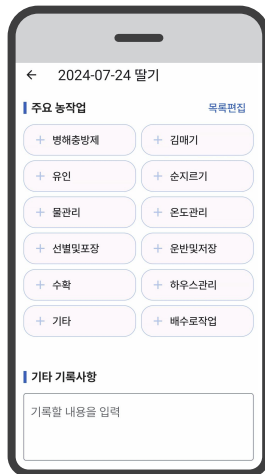 ← 2024-07-24 딸기
주요 농작업 목록편집
+ 병해충방제 + 김매기
+ 유인 + 순지르기
+ 물관리 + 온도관리
+ 선별및포장 + 운반및저장
+ 수확 + 하우스관리
+ 기타 + 배수로작업
기타 기록사항
기록할 내용을 입력